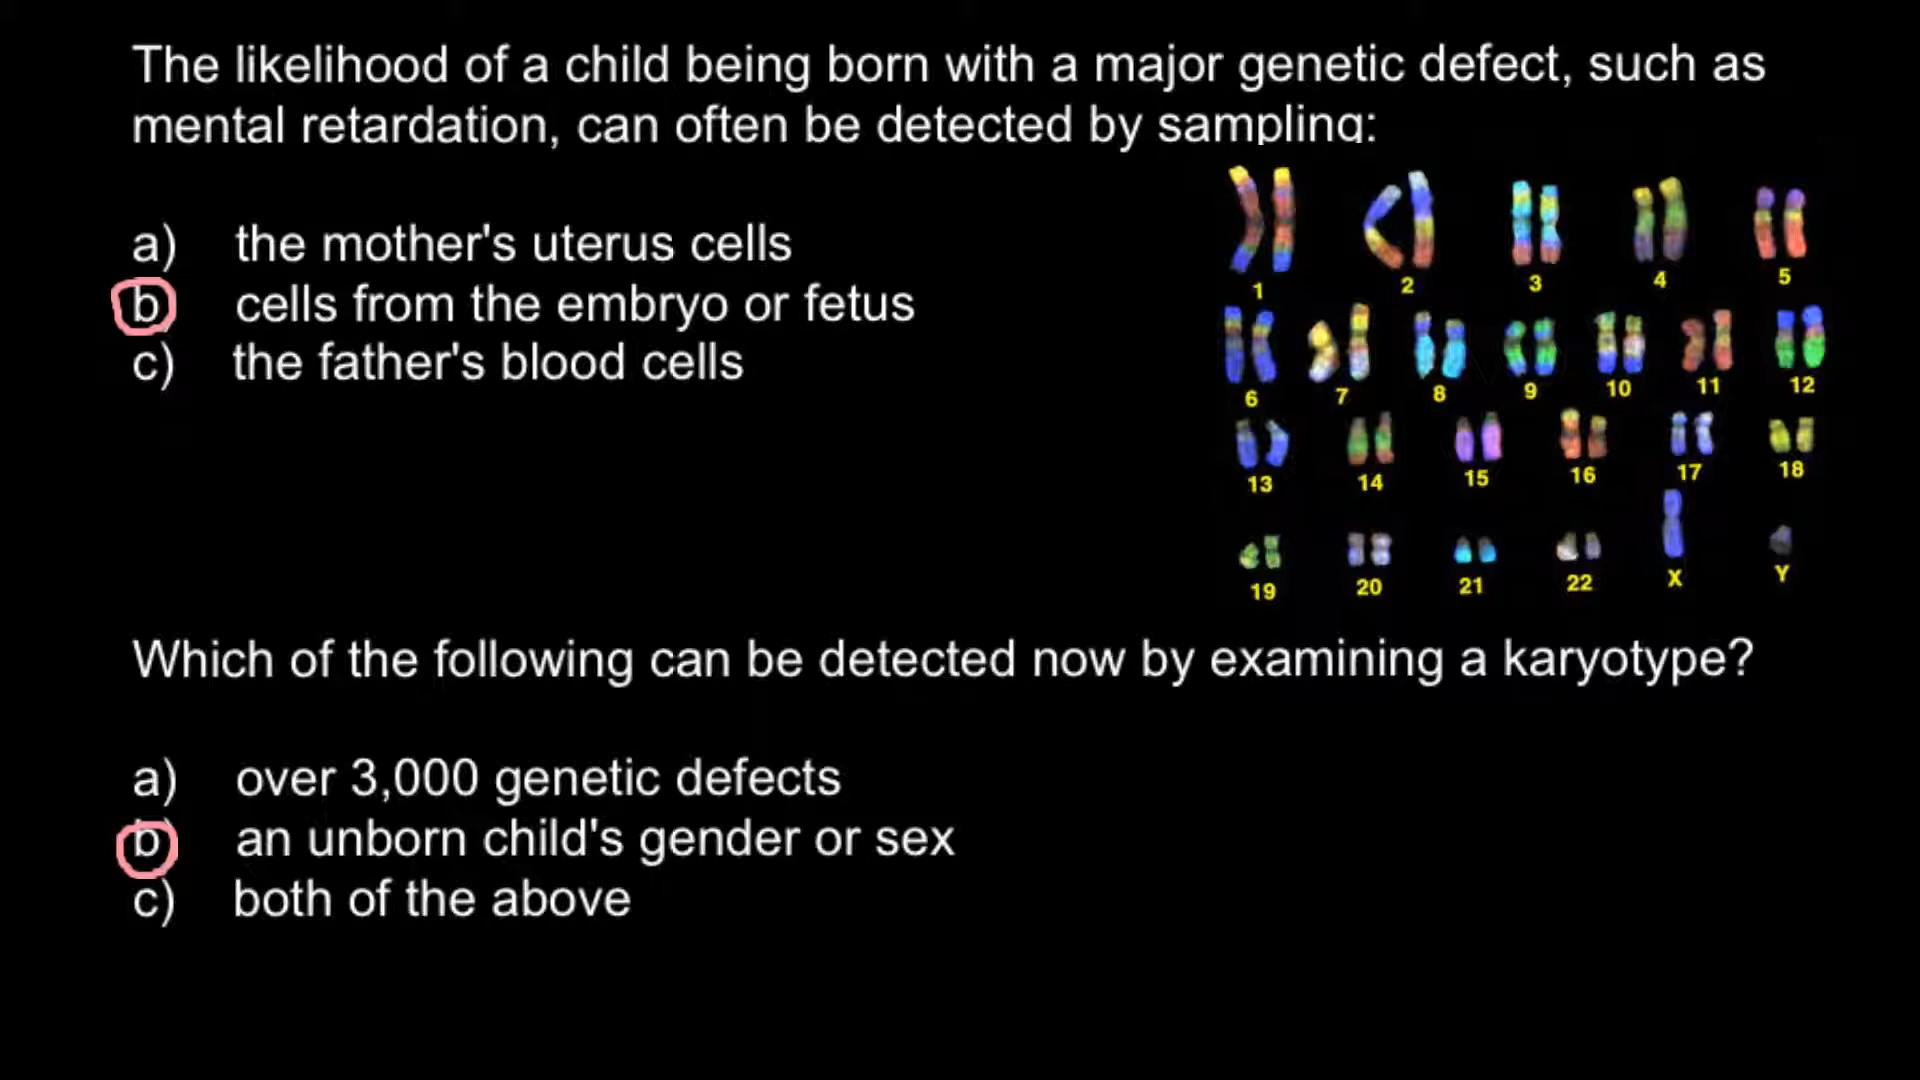 The likelihood of a child being born with a major genetic defect, such as
mental retardation, can often be detected by sampling:
a) the mother's uterus cells
b) cells from the embryo or fetus
c) the father's blood cells
1 2 3 4 5
6 7 8 9 10 11 12
13 14 15 16 17 18
19 20 21 22 X Y
Which of the following can be detected now by examining a karyotype?
a) over 3,000 genetic defects
b) an unborn child's gender or sex
c) both of the above